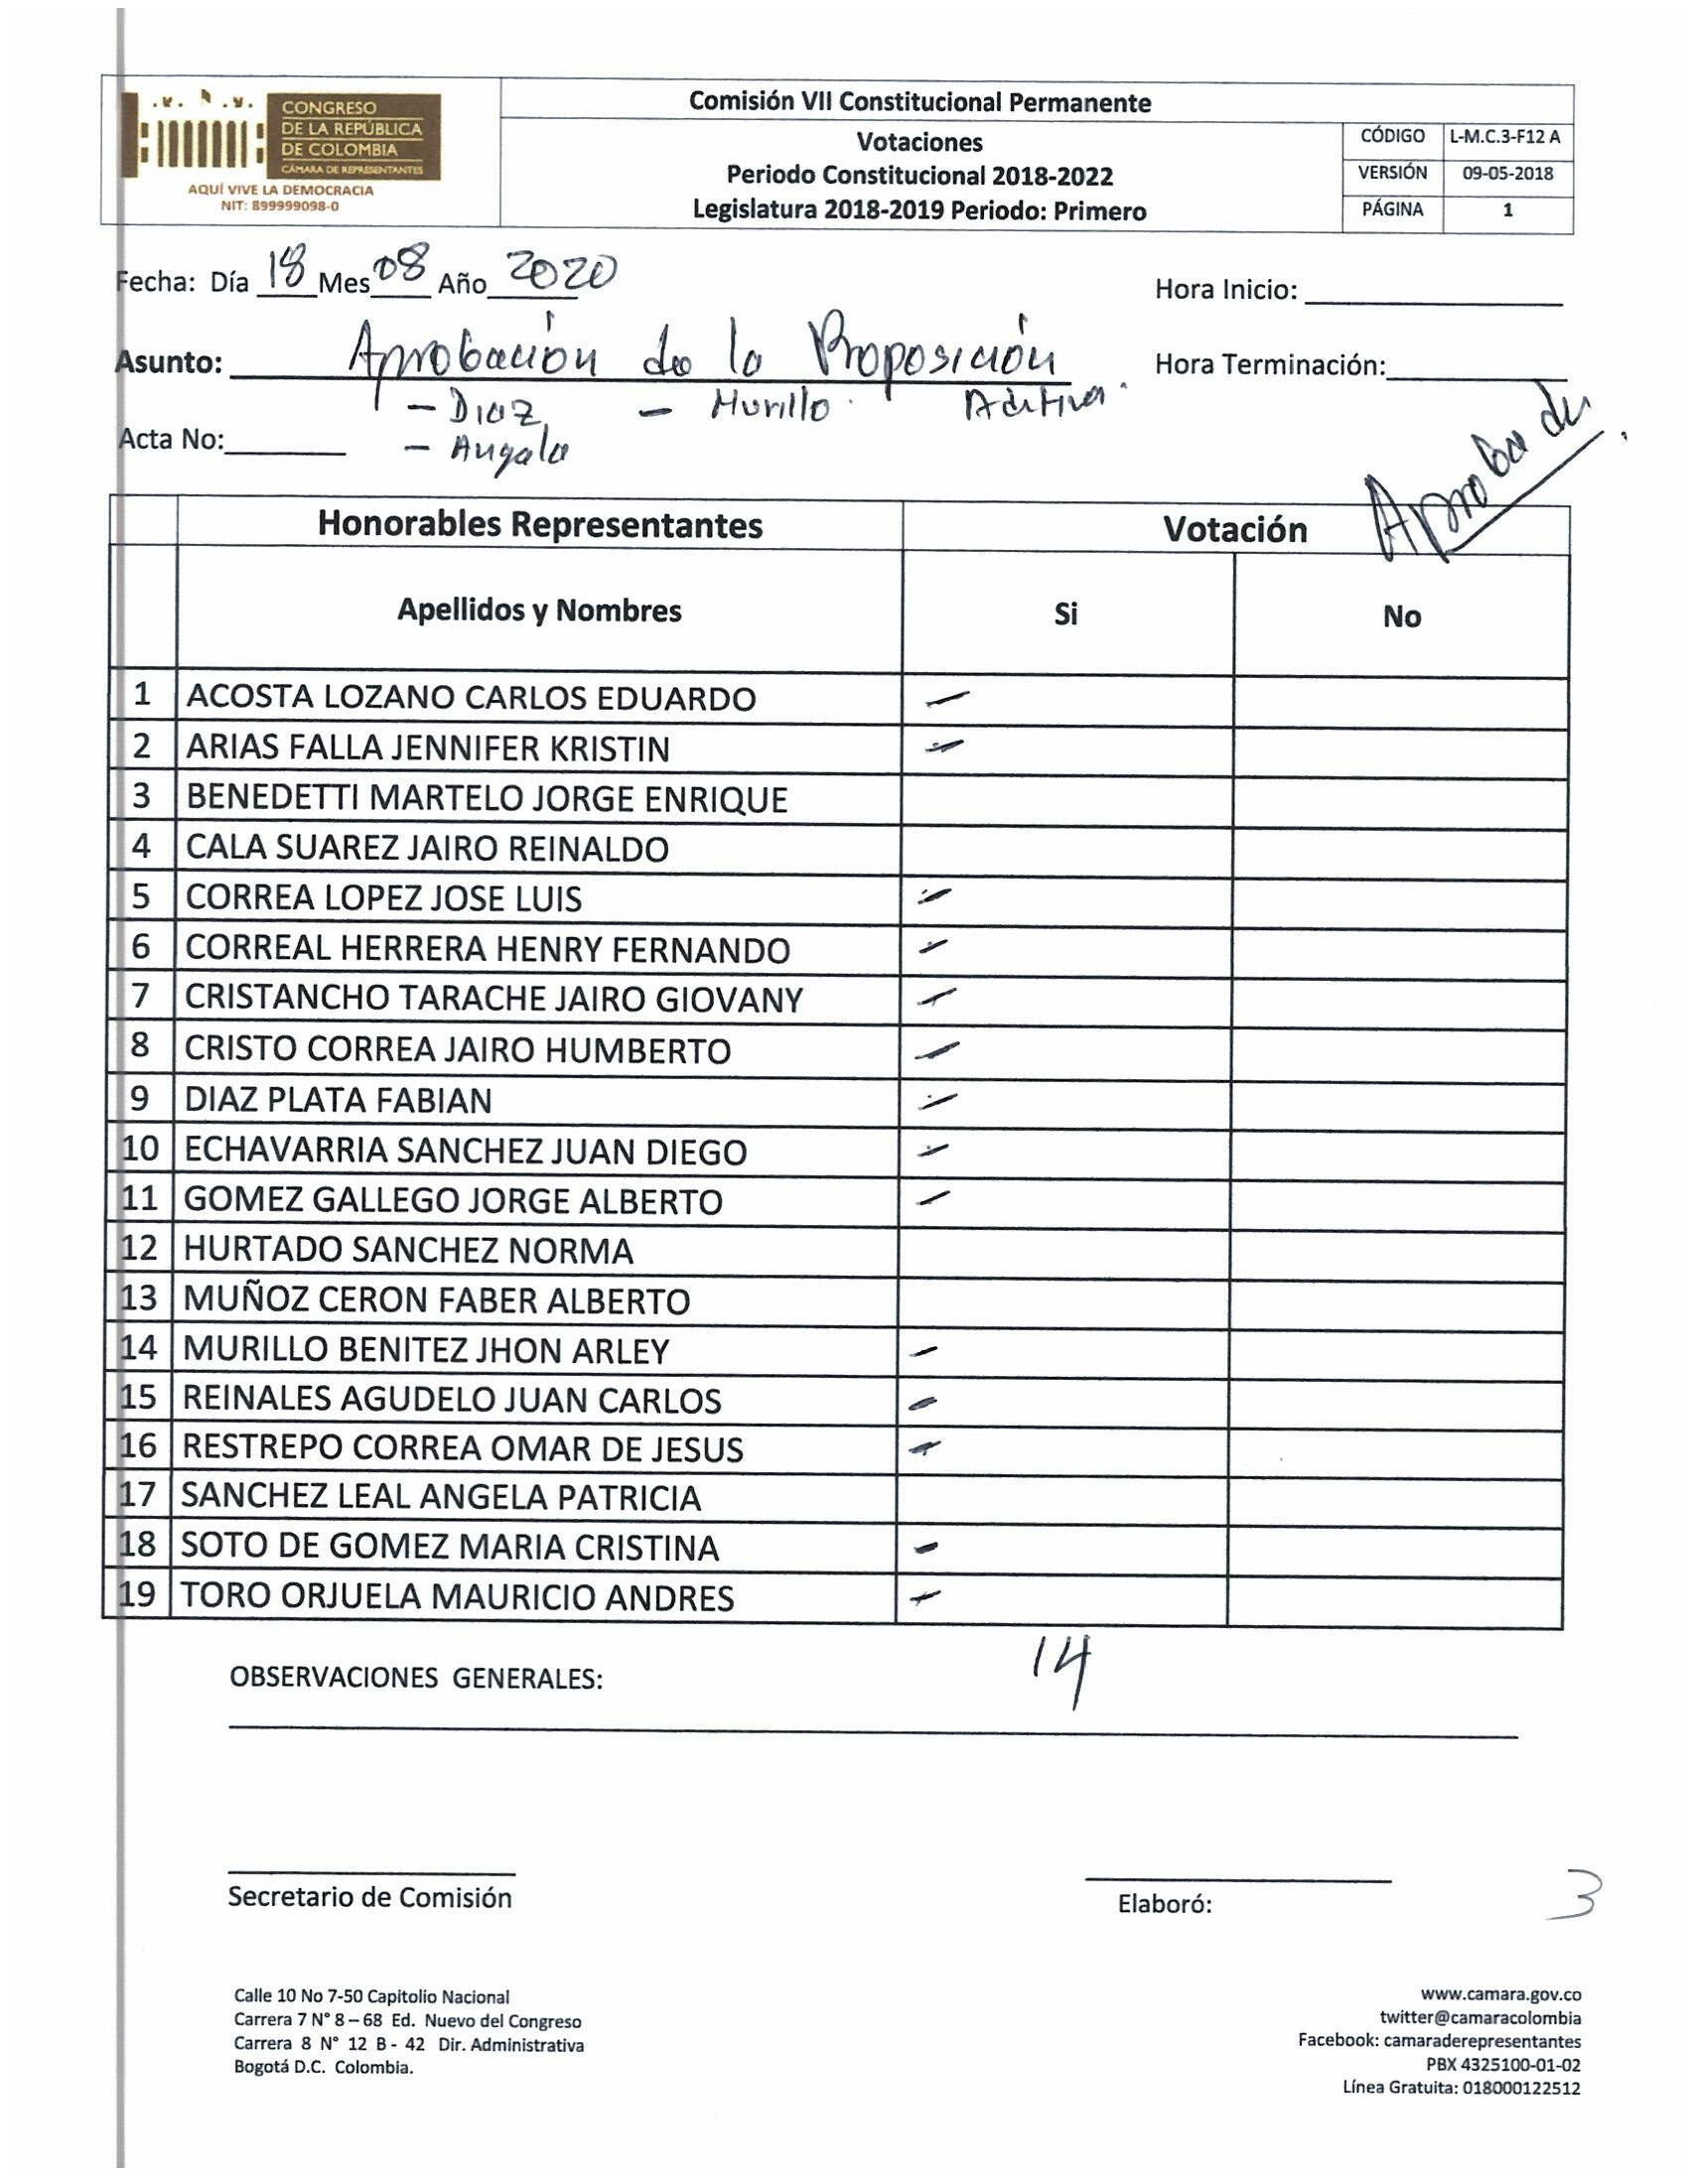 CONGRESO
DE LA REPÚBLICA
DE COLOMBIA
CÁMARA DE REPRESENTANTES
AQUÍ VIVE LA DEMOCRACIA
NIT: 899999098-0
Comisión VII Constitucional Permanente
Votaciones
Periodo Constitucional 2018-2022
Legislatura 2018-2019 Periodo: Primero
CÓDIGO L-M.C.3-F12 A
VERSIÓN 09-05-2018
PÁGINA 1
Fecha: Día 18 Mes 08 Año 2020
Hora Inicio:
Asunto: Aprobación de la Proposición
Hora Terminación:
- Diaz - Murillo. Aditiva.
Acta No: - Angela
Aprobada
Honorables Representantes Votación
Apellidos y Nombres Si No
1 ACOSTA LOZANO CARLOS EDUARDO
2 ARIAS FALLA JENNIFER KRISTIN
3 BENEDETTI MARTELO JORGE ENRIQUE
4 CALA SUAREZ JAIRO REINALDO
5 CORREA LOPEZ JOSE LUIS
6 CORREAL HERRERA HENRY FERNANDO
7 CRISTANCHO TARACHE JAIRO GIOVANY
8 CRISTO CORREA JAIRO HUMBERTO
9 DIAZ PLATA FABIAN
10 ECHAVARRIA SANCHEZ JUAN DIEGO
11 GOMEZ GALLEGO JORGE ALBERTO
12 HURTADO SANCHEZ NORMA
13 MUÑOZ CERON FABER ALBERTO
14 MURILLO BENITEZ JHON ARLEY
15 REINALES AGUDELO JUAN CARLOS
16 RESTREPO CORREA OMAR DE JESUS
17 SANCHEZ LEAL ANGELA PATRICIA
18 SOTO DE GOMEZ MARIA CRISTINA
19 TORO ORJUELA MAURICIO ANDRES
14
OBSERVACIONES GENERALES:
Secretario de Comisión
Elaboró:
3
Calle 10 No 7-50 Capitolio Nacional
Carrera 7 N° 8 – 68 Ed. Nuevo del Congreso
Carrera 8 N° 12 B - 42 Dir. Administrativa
Bogotá D.C. Colombia.
www.camara.gov.co
twitter@camaracolombia
Facebook: camaraderepresentantes
PBX 4325100-01-02
Línea Gratuita: 018000122512